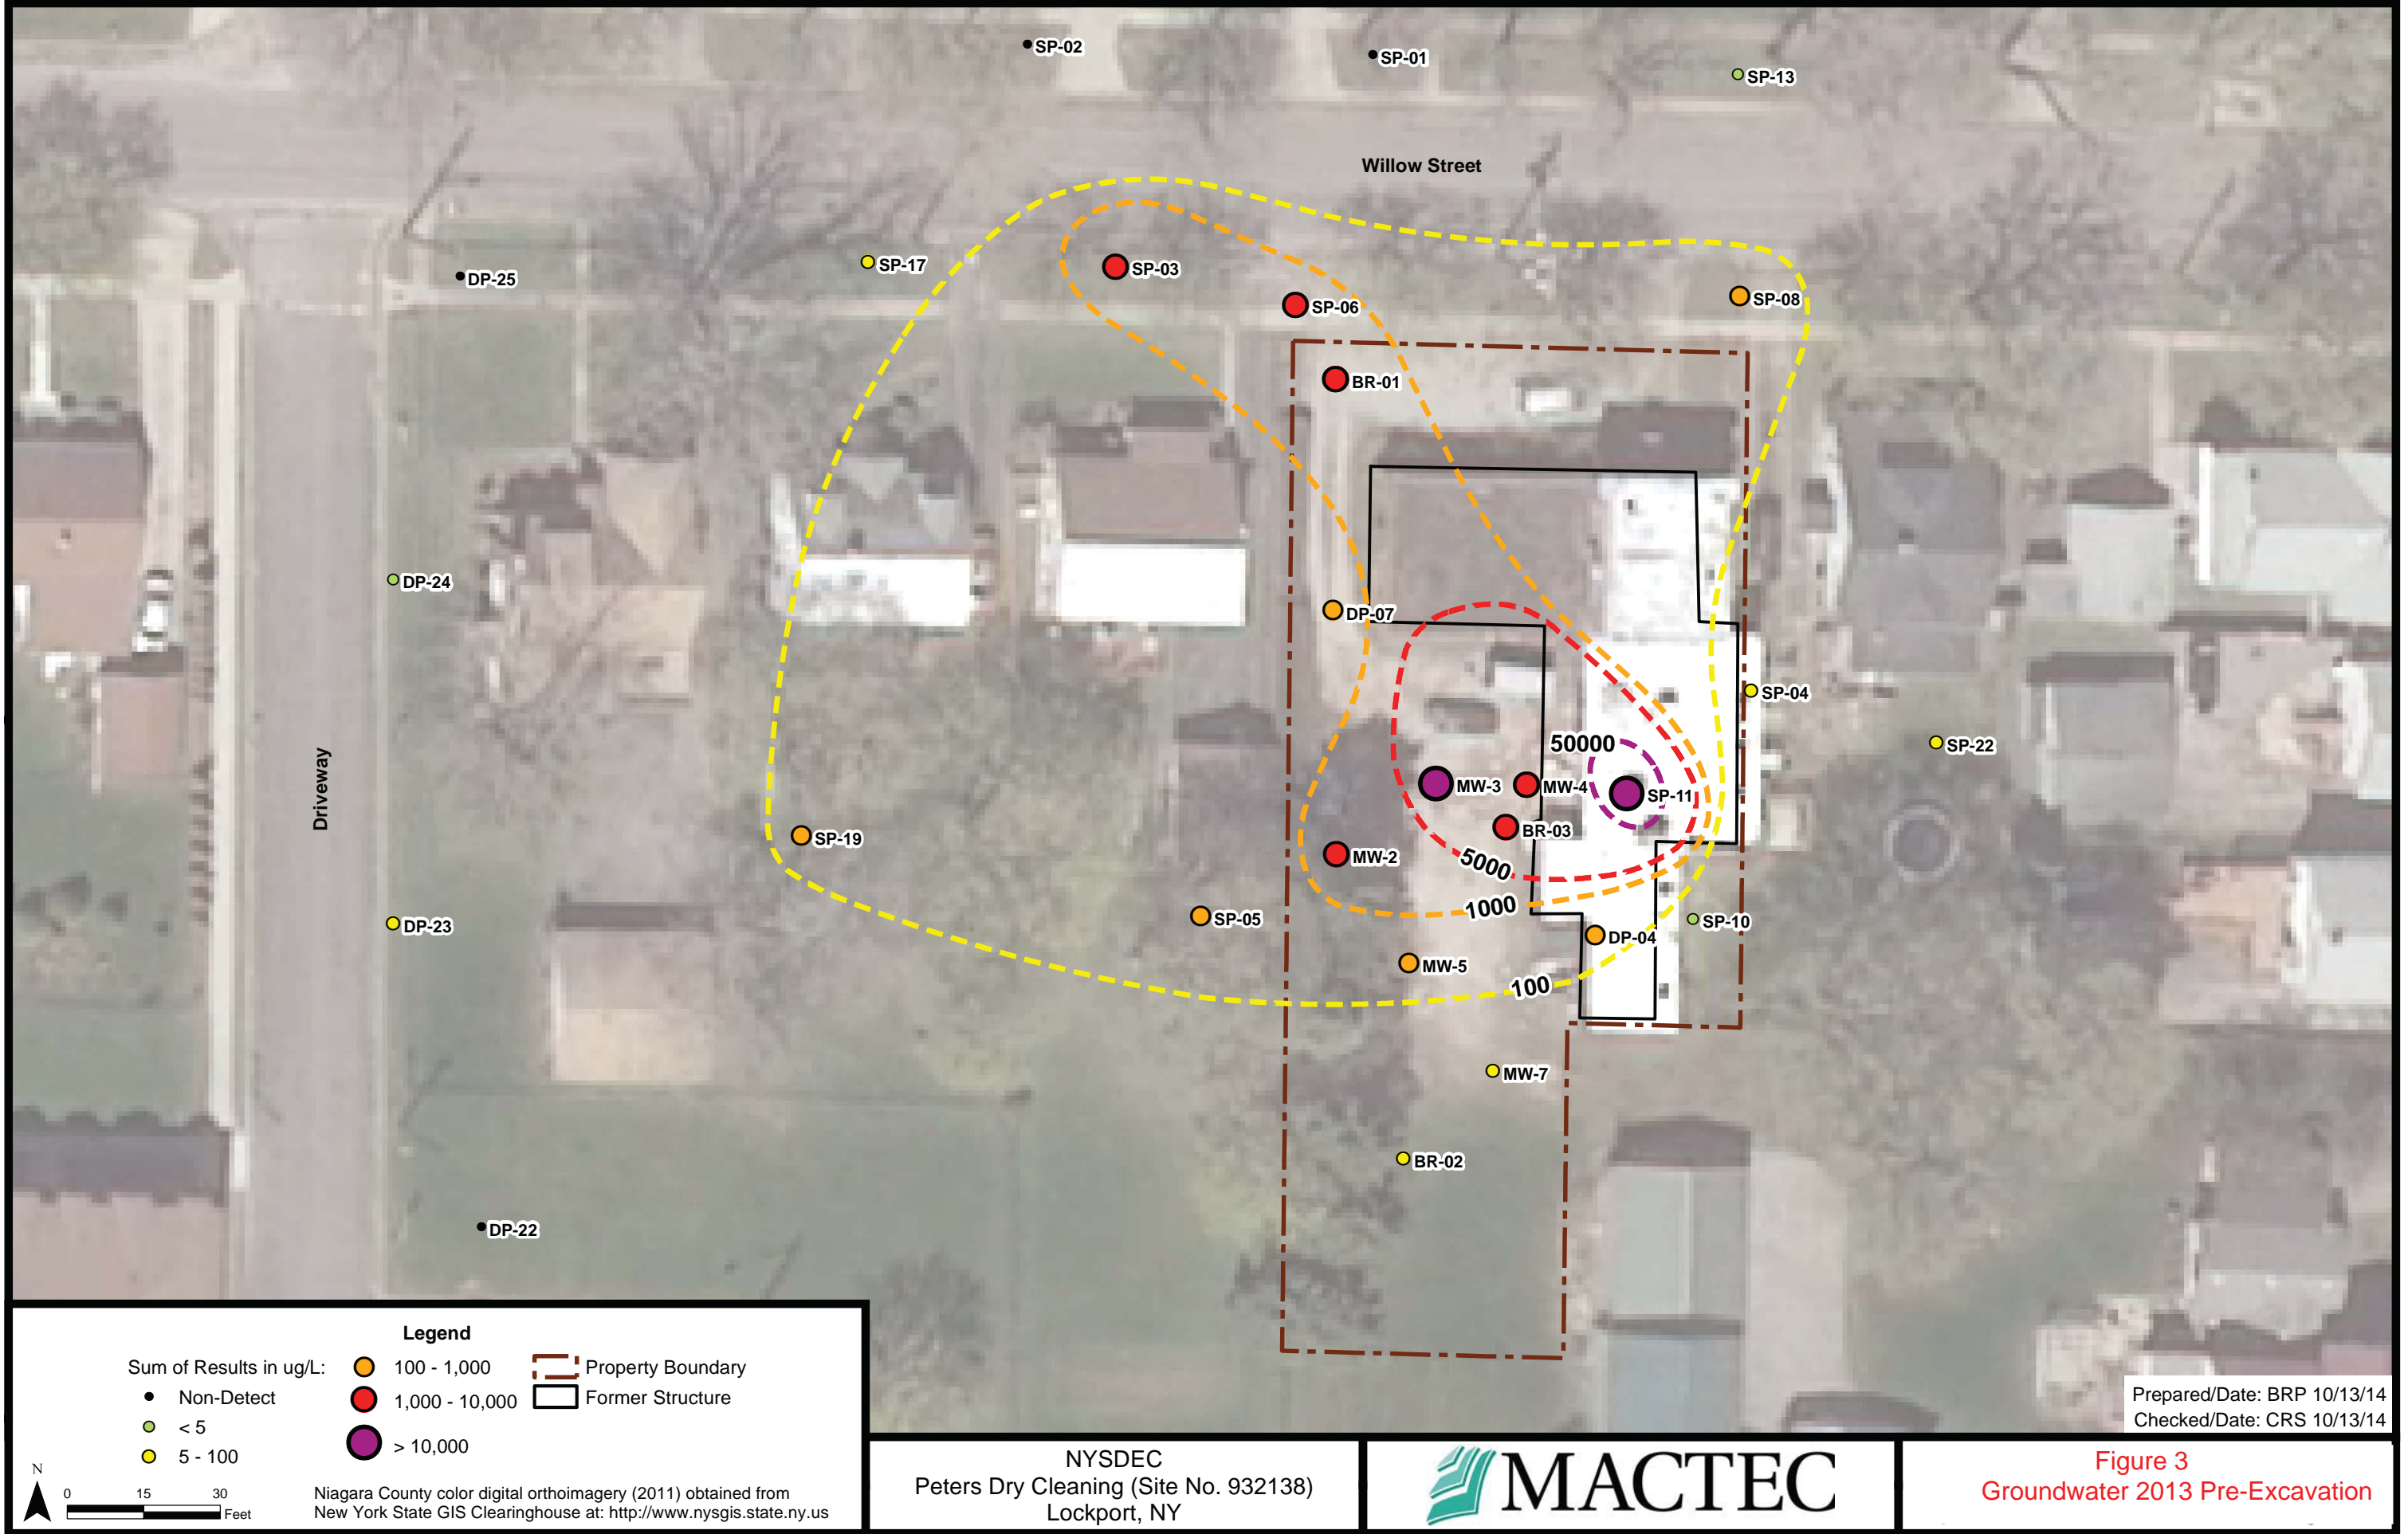 SP-02
SP-01
SP-13
Willow Street
DP-25
SP-17
SP-03
SP-06
SP-08
BR-01
DP-24
DP-07
SP-04
50000
SP-22
MW-3
MW-4
SP-11
Driveway
SP-19
BR-03
MW-2
5000
1000
SP-05
SP-10
DP-23
DP-04
MW-5
100
MW-7
BR-02
DP-22
Legend
Sum of Results in ug/L:
Non-Detect
< 5
5 - 100
100 - 1,000
1,000 - 10,000
> 10,000
Property Boundary
Former Structure
N
0 15 30
Feet
Niagara County color digital orthoimagery (2011) obtained from
New York State GIS Clearinghouse at: http://www.nysgis.state.ny.us
Prepared/Date: BRP 10/13/14
Checked/Date: CRS 10/13/14
NYSDEC
Peters Dry Cleaning (Site No. 932138)
Lockport, NY
MACTEC
Figure 3
Groundwater 2013 Pre-Excavation